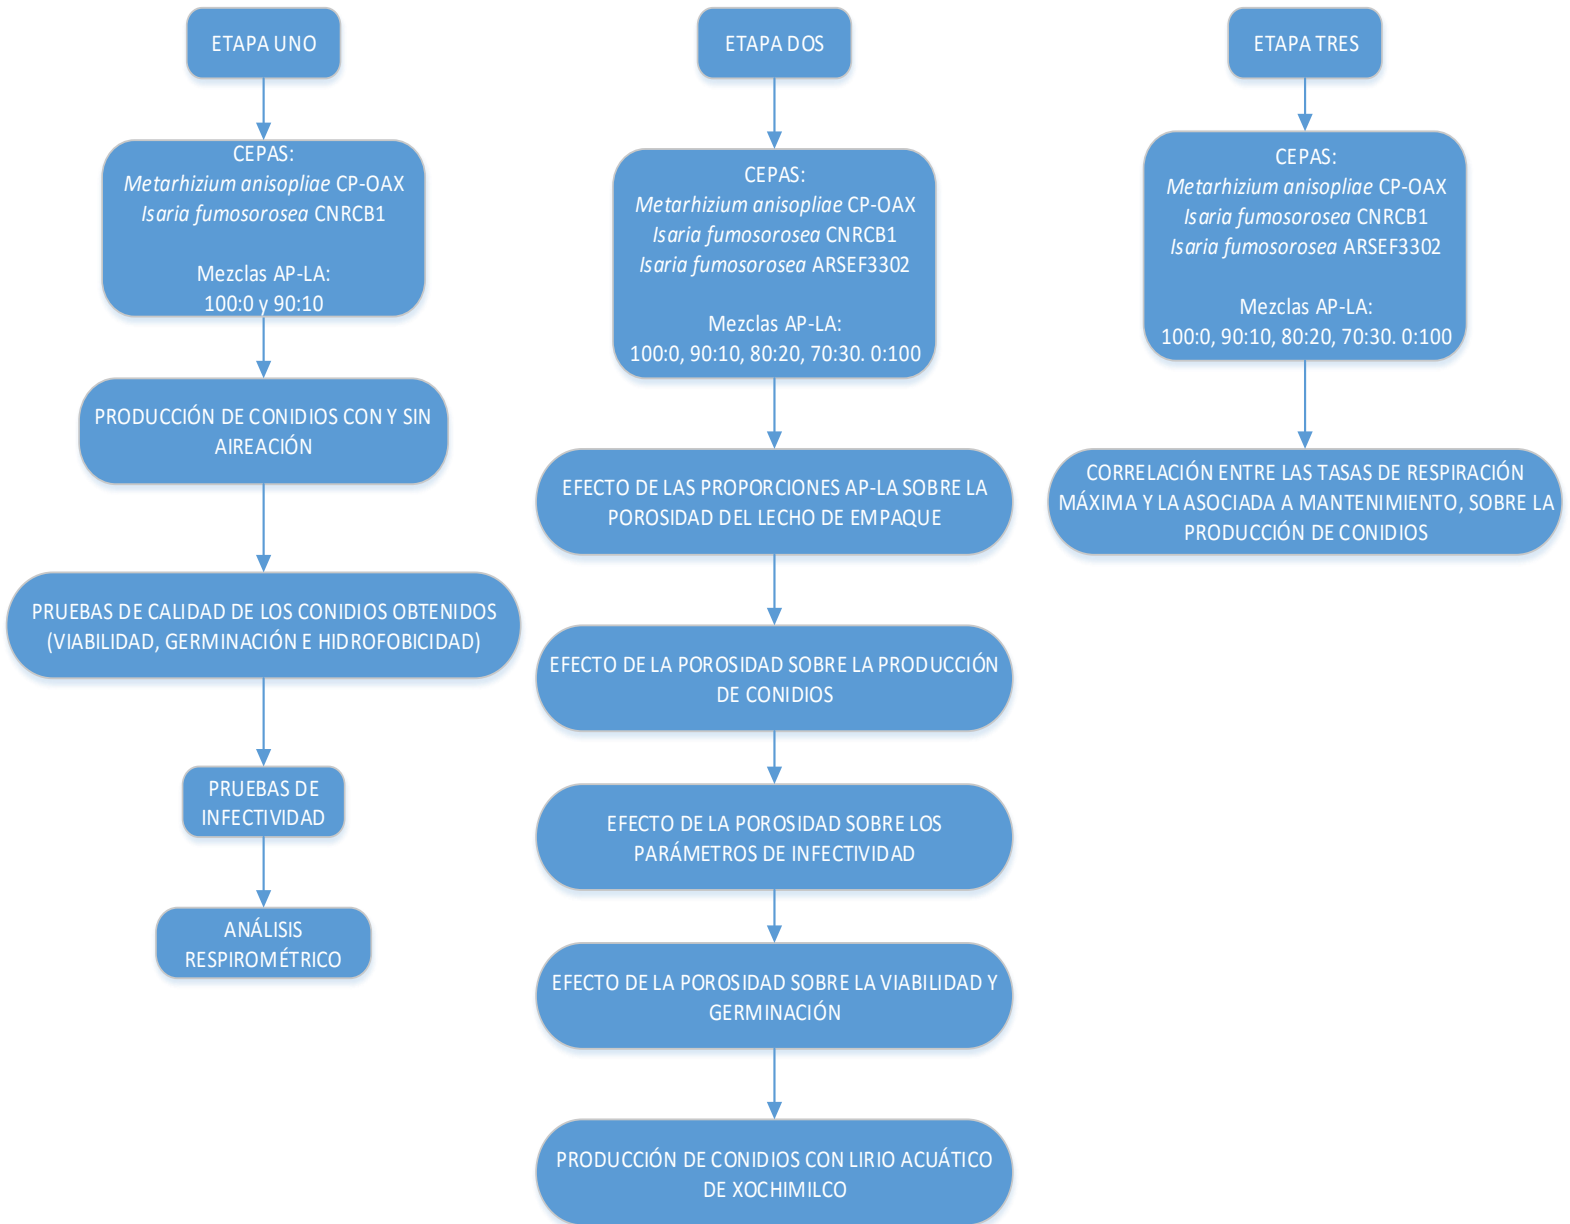 ETAPA UNO
CEPAS:
Metarhizium anisopliae CP-OAX
Isaria fumosorosea CNRCB1
Mezclas AP-LA:
100:0 y 90:10
PRODUCCIÓN DE CONIDIOS CON Y SIN
AIREACIÓN
PRUEBAS DE CALIDAD DE LOS CONIDIOS OBTENIDOS
(VIABILIDAD, GERMINACIÓN E HIDROFOBICIDAD)
PRUEBAS DE
INFECTIVIDAD
ANÁLISIS
RESPIROMÉTRICO
ETAPA DOS
CEPAS:
Metarhizium anisopliae CP-OAX
Isaria fumosorosea CNRCB1
Isaria fumosorosea ARSEF3302
Mezclas AP-LA:
100:0, 90:10, 80:20, 70:30. 0:100
EFECTO DE LAS PROPORCIONES AP-LA SOBRE LA
POROSIDAD DEL LECHO DE EMPAQUE
EFECTO DE LA POROSIDAD SOBRE LA PRODUCCIÓN
DE CONIDIOS
EFECTO DE LA POROSIDAD SOBRE LOS
PARÁMETROS DE INFECTIVIDAD
EFECTO DE LA POROSIDAD SOBRE LA VIABILIDAD Y
GERMINACIÓN
PRODUCCIÓN DE CONIDIOS CON LIRIO ACUÁTICO
DE XOCHIMILCO
ETAPA TRES
CEPAS:
Metarhizium anisopliae CP-OAX
Isaria fumosorosea CNRCB1
Isaria fumosorosea ARSEF3302
Mezclas AP-LA:
100:0, 90:10, 80:20, 70:30. 0:100
CORRELACIÓN ENTRE LAS TASAS DE RESPIRACIÓN
MÁXIMA Y LA ASOCIADA A MANTENIMIENTO, SOBRE LA
PRODUCCIÓN DE CONIDIOS